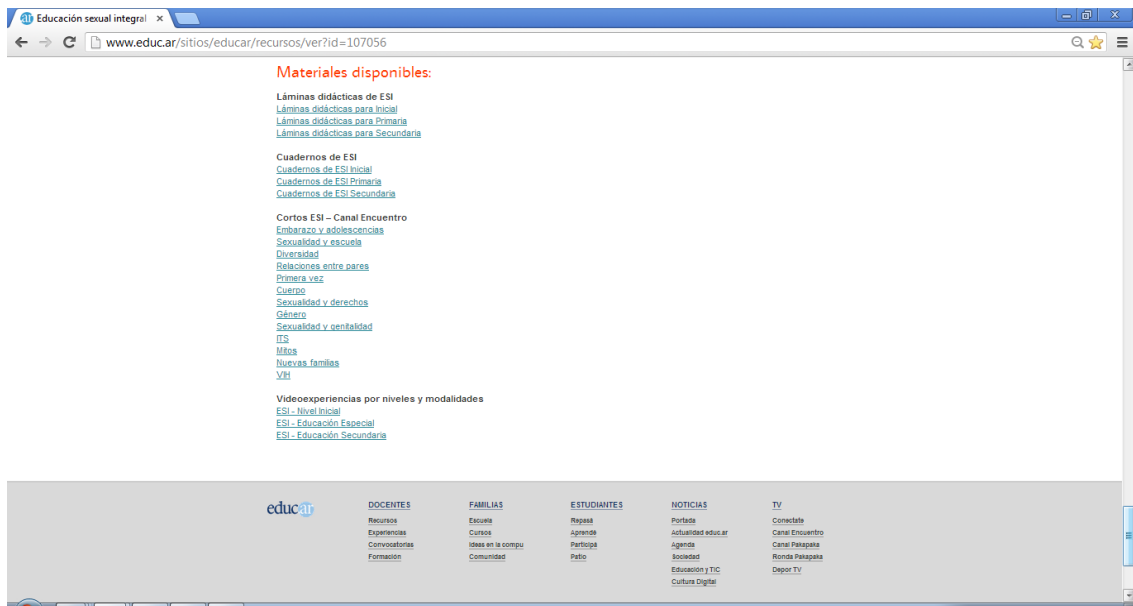 Educación sexual integral
www.educ.ar/sitios/educar/recursos/ver?id=107056
Materiales disponibles:
Láminas didácticas de ESI
Láminas didácticas para Inicial
Láminas didácticas para Primaria
Láminas didácticas para Secundaria
Cuadernos de ESI
Cuadernos de ESI Inicial
Cuadernos de ESI Primaria
Cuadernos de ESI Secundaria
Cortos ESI – Canal Encuentro
Embarazo y adolescencias
Sexualidad y escuela
Diversidad
Relaciones entre pares
Primera vez
Cuerpo
Sexualidad y derechos
Género
Sexualidad y genitalidad
ITS
Mitos
Nuevas familias
VIH
Videoexperiencias por niveles y modalidades
ESI - Nivel Inicial
ESI - Educación Especial
ESI - Educación Secundaria
educ ar
DOCENTES
Recursos
Experiencias
Convocatorias
Formación
FAMILIAS
Escuela
Cursos
Ideas en la compu
Comunidad
ESTUDIANTES
Repasá
Aprendé
Participá
Patio
NOTICIAS
Portada
Actualidad educ.ar
Agenda
Sociedad
Educación y TIC
Cultura Digital
TV
Conectate
Canal Encuentro
Canal Pakapaka
Ronda Pakapaka
Depor TV